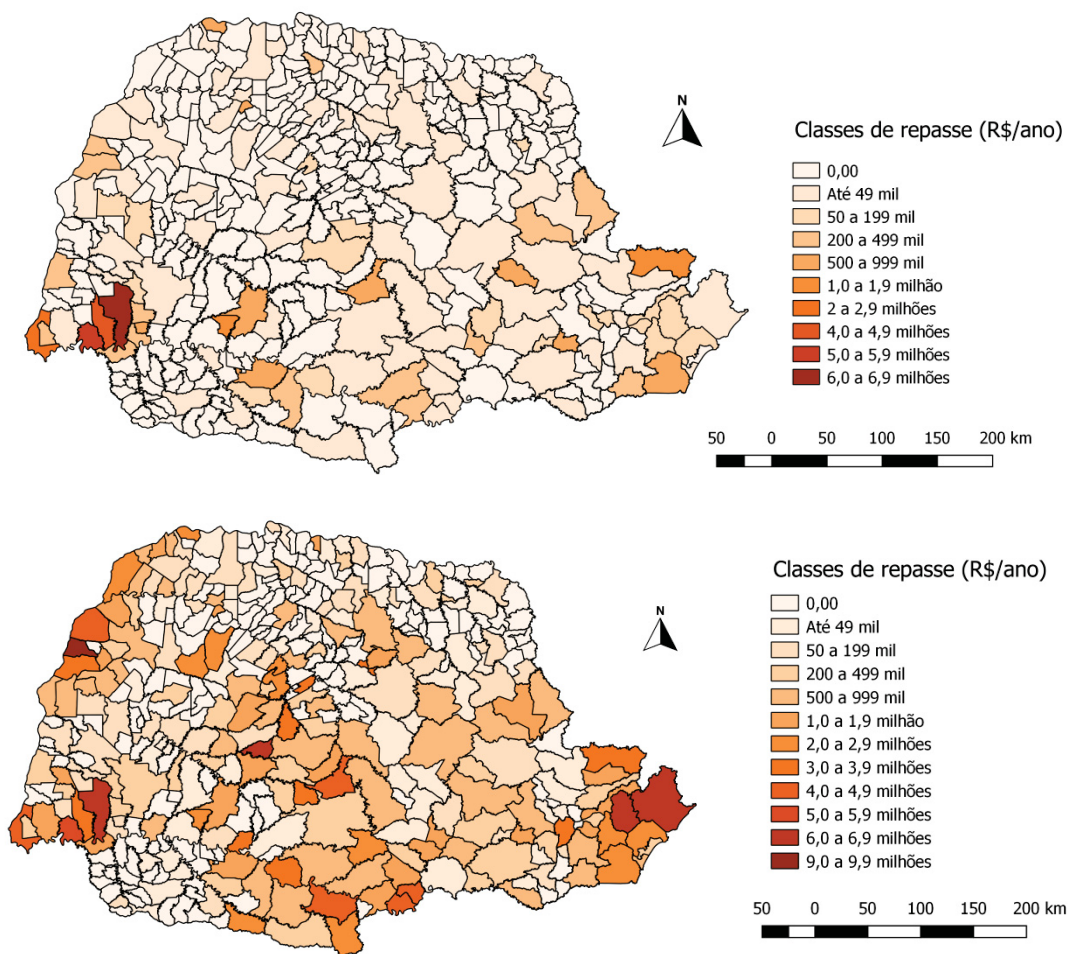 N
Classes de repasse (R$/ano)
0,00
Até 49 mil
50 a 199 mil
200 a 499 mil
500 a 999 mil
1,0 a 1,9 milhão
2 a 2,9 milhões
4,0 a 4,9 milhões
5,0 a 5,9 milhões
6,0 a 6,9 milhões
50 0 50 100 150 200 km
Classes de repasse (R$/ano)
N
0,00
Até 49 mil
50 a 199 mil
200 a 499 mil
500 a 999 mil
1,0 a 1,9 milhão
2,0 a 2,9 milhões
3,0 a 3,9 milhões
4,0 a 4,9 milhões
5,0 a 5,9 milhões
6,0 a 6,9 milhões
9,0 a 9,9 milhões
50 0 50 100 150 200 km